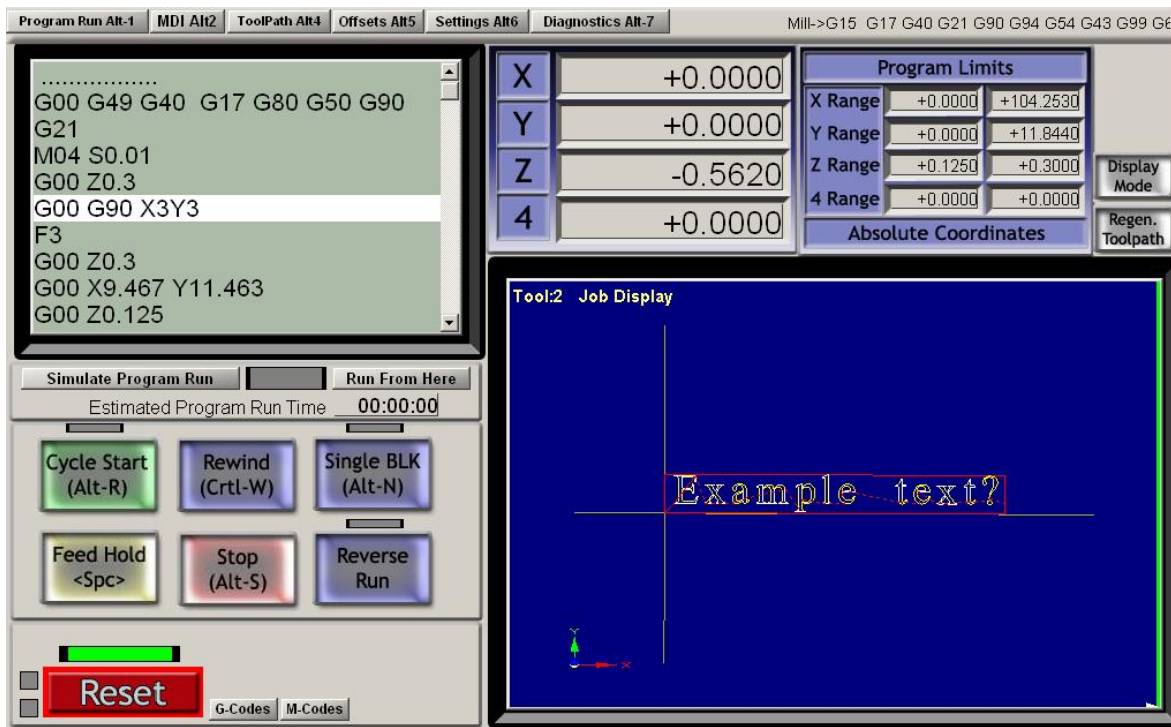 Program Run Alt-1 MDI Alt2 ToolPath Alt4 Offsets Alt5 Settings Alt6 Diagnostics Alt-7 Mill->G15 G17 G40 G21 G90 G94 G54 G43 G99 G6
.................
G00 G49 G40 G17 G80 G50 G90
G21
M04 S0.01
G00 Z0.3
G00 G90 X3Y3
F3
G00 Z0.3
G00 X9.467 Y11.463
G00 Z0.125
X +0.0000
Y +0.0000
Z -0.5620
4 +0.0000
Program Limits
X Range +0.0000 +104.2530
Y Range +0.0000 +11.8440
Z Range +0.1250 +0.3000
4 Range +0.0000 +0.0000
Absolute Coordinates
Display
Mode
Regen.
Toolpath
Tool:2 Job Display
Example text?
Y
X
Simulate Program Run Run From Here
Estimated Program Run Time 00:00:00
Cycle Start
(Alt-R)
Rewind
(Crtl-W)
Single BLK
(Alt-N)
Feed Hold
<Spc>
Stop
(Alt-S)
Reverse
Run
Reset
G-Codes M-Codes